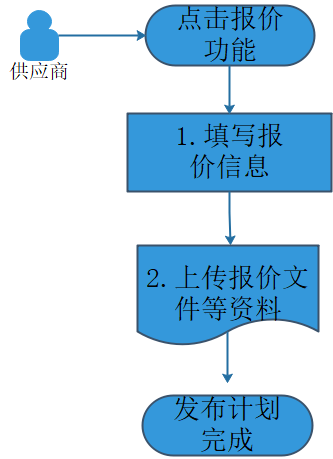 点击报价
功能
供应商
1.填写报
价信息
2.上传报价文
件等资料
发布计划
完成